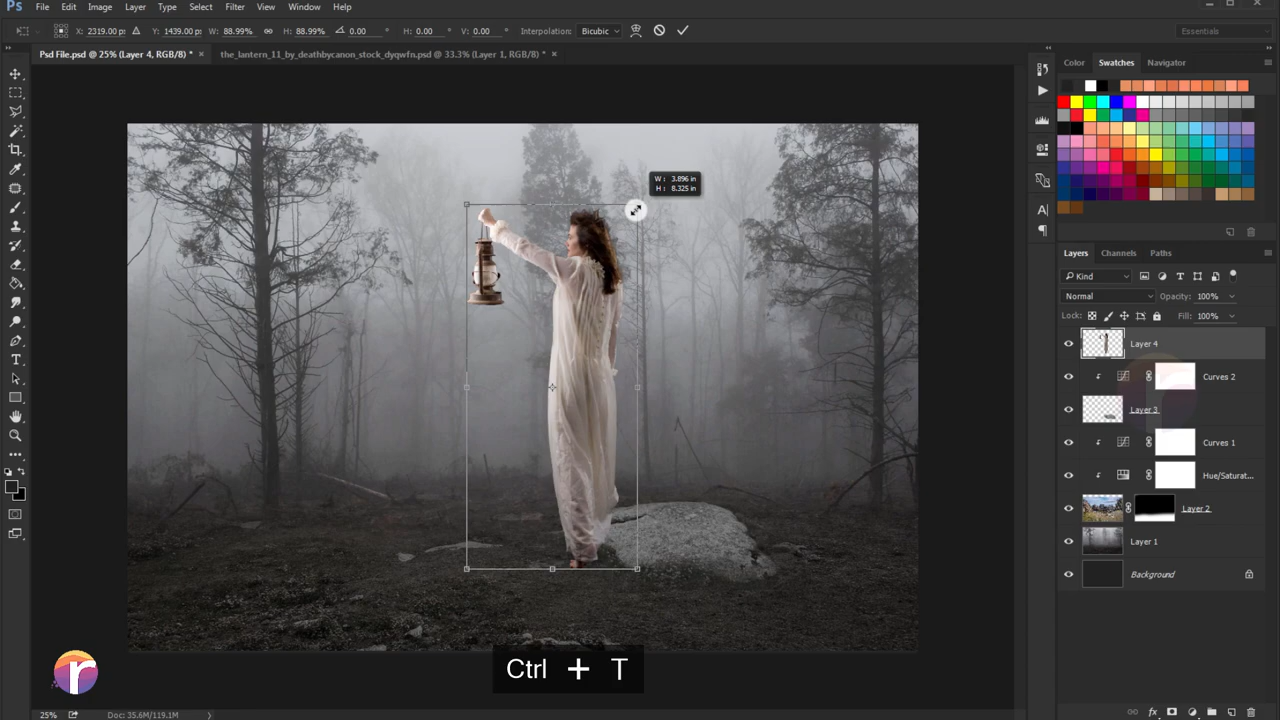 Ps File Edit Image Layer Type Select Filter View Window Help
X: 2319.00 pi Y: 1439.00 pi W: 88.99% H: 88.99% 0.00 ° H: 0.00 ° V: 0.00 ° Interpolation: Bicubic Essentials
Psd File.psd @ 25% (Layer 4, RGB/8) * × the_lantern_11_by_deathbycanon_stock_dyqwfn.psd @ 33.3% (Layer 1, RGB/8) * ×
Color Swatches Navigator
W: 3.896 in
H: 8.325 in
Layers Channels Paths
Kind
Normal Opacity: 100%
Lock: Fill: 100%
Layer 4
Curves 2
Layer 3
Curves 1
Hue/Saturat...
Layer 2
Layer 1
Background
Ctrl + T
r
25% Doc: 35.6M/119.1M